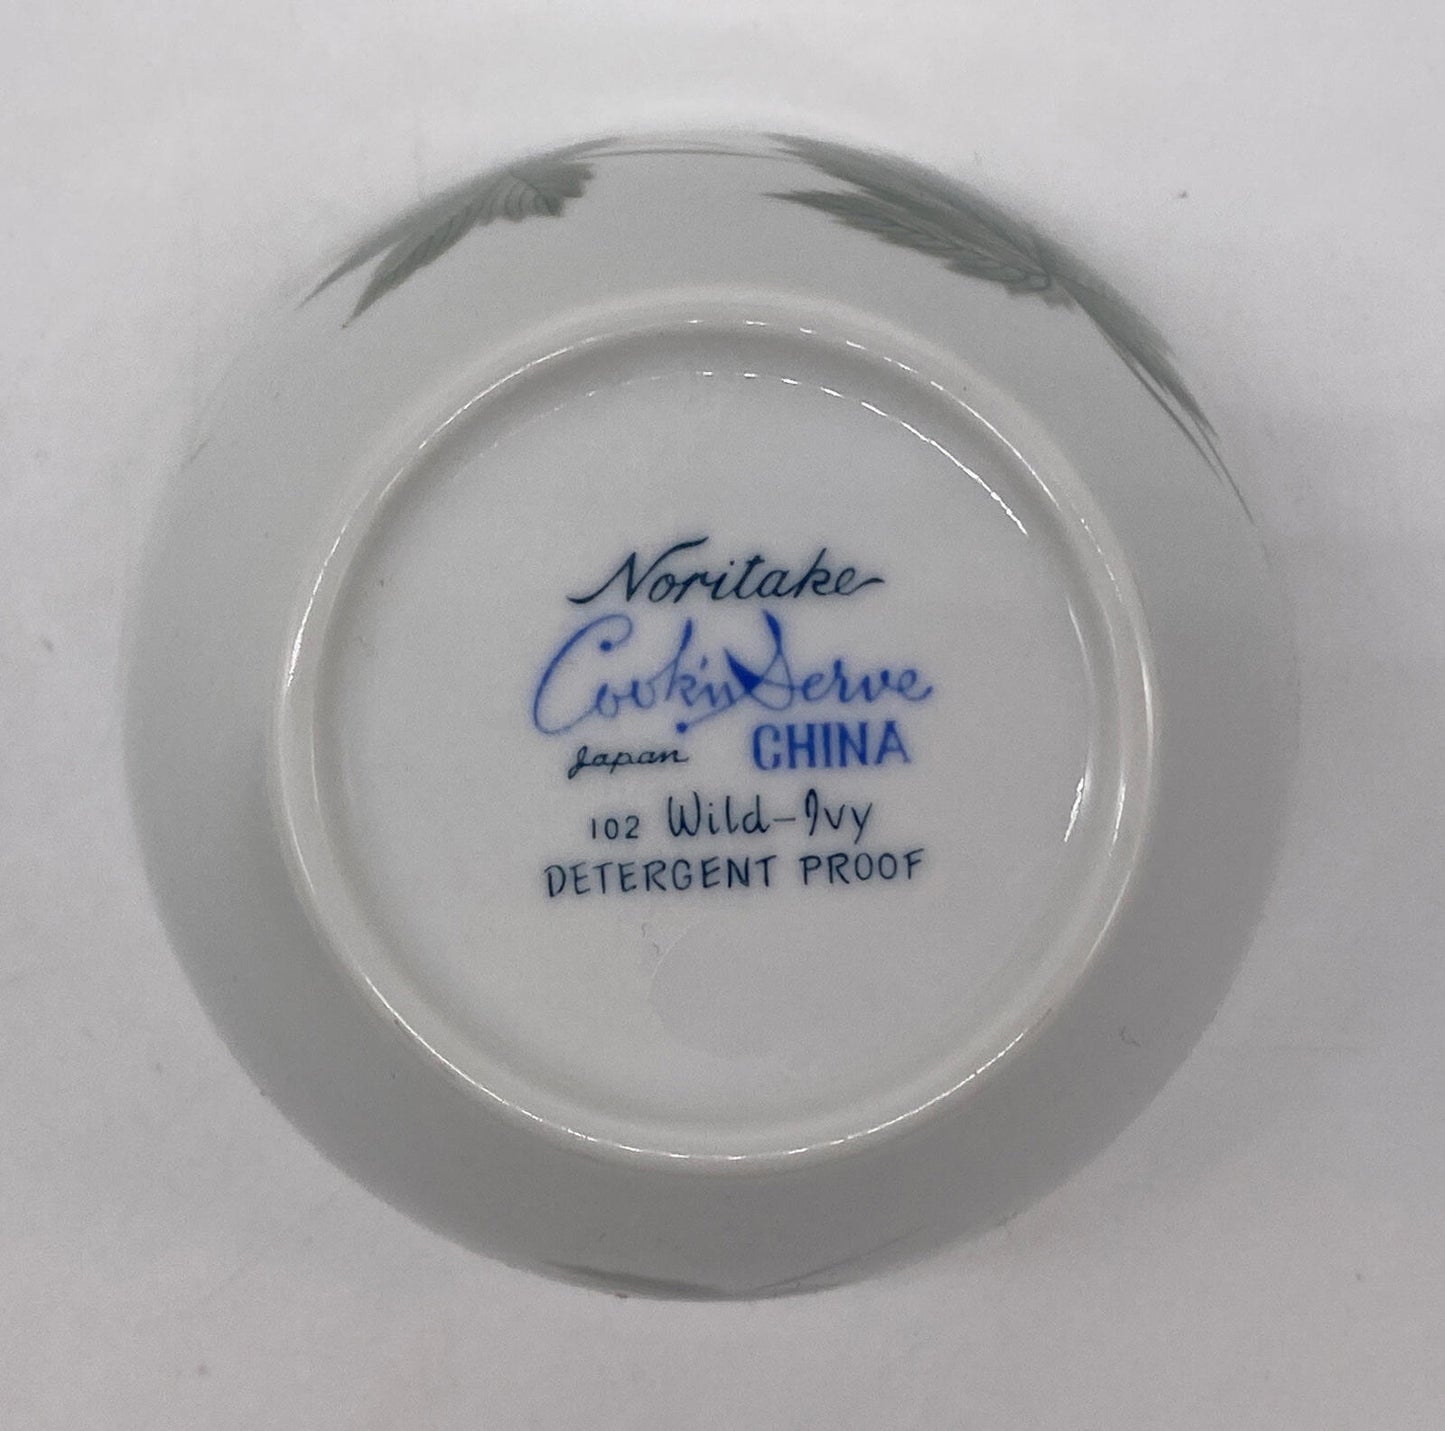 Noritake
Cook'n Serve
Japan CHINA
102 Wild-Ivy
DETERGENT PROOF